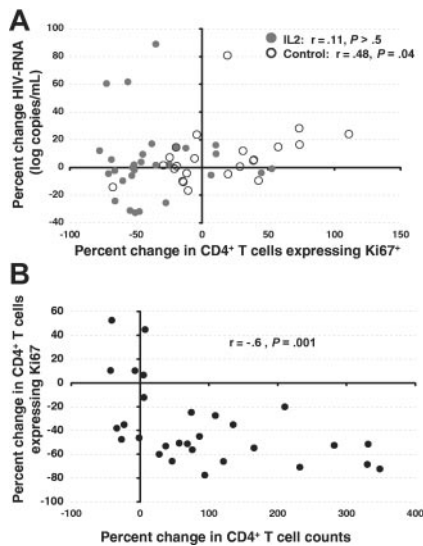 A
IL2: r = .11, P > .5
Control: r = .48, P = .04
Percent change HIV-RNA
(log copies/mL)
100
80
60
40
20
0
-20
-40
-100 -50 0 50 100 150
Percent change in CD4⁺ T cells expressing Ki67⁺
B
r = -.6 , P = .001
Percent change in CD4⁺ T cells
expressing Ki67
60
40
20
0
-20
-40
-60
-80
-100
-100 0 100 200 300 400
Percent change in CD4⁺ T cell counts